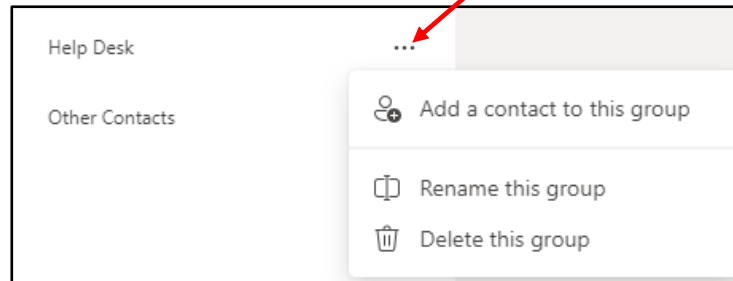 Help Desk ...
Add a contact to this group
Other Contacts
Rename this group
Delete this group